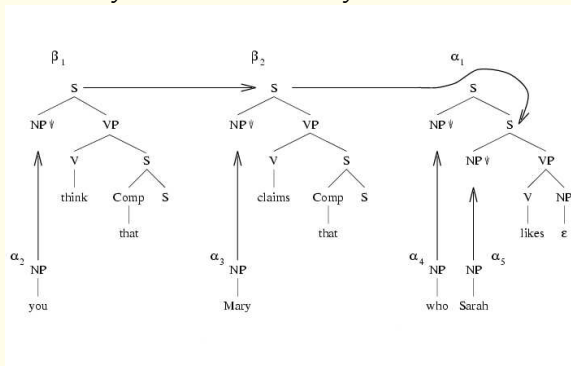 β₁ β₂ α₁
S S S
NP↓ VP NP↓ VP NP↓ S
V S V S NP↓ VP
think Comp S claims Comp S V NP
that that likes ε
α₂ α₃ α₄ α₅
NP NP NP NP
you Mary who Sarah